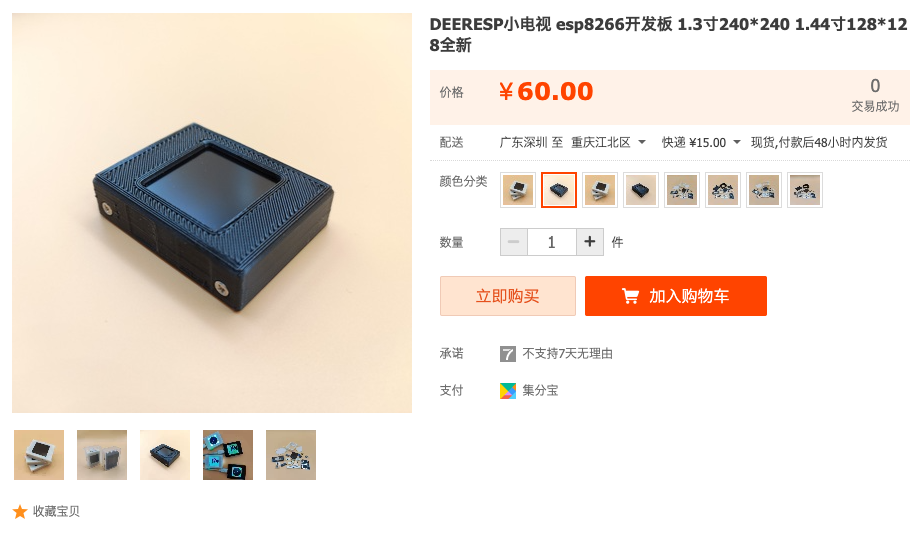 DEERESP小电视 esp8266开发板 1.3寸240*240 1.44寸128*12
8全新
价格
¥60.00
0
交易成功
配送
广东深圳 至 重庆江北区
快递 ¥15.00
现货,付款后48小时内发货
颜色分类
数量
1
件
立即购买
加入购物车
承诺
7 不支持7天无理由
支付
集分宝
收藏宝贝